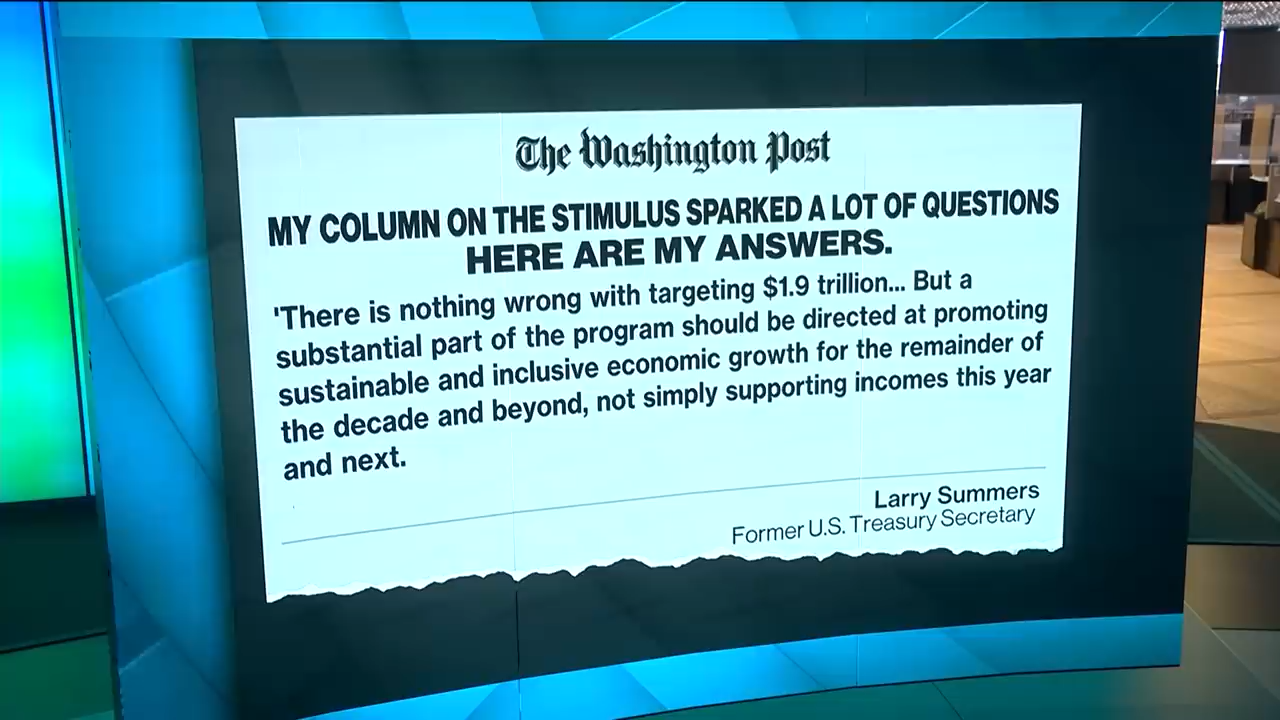 The Washington Post
MY COLUMN ON THE STIMULUS SPARKED A LOT OF QUESTIONS
HERE ARE MY ANSWERS.
'There is nothing wrong with targeting $1.9 trillion... But a
substantial part of the program should be directed at promoting
sustainable and inclusive economic growth for the remainder of
the decade and beyond, not simply supporting incomes this year
and next.
Larry Summers
Former U.S. Treasury Secretary